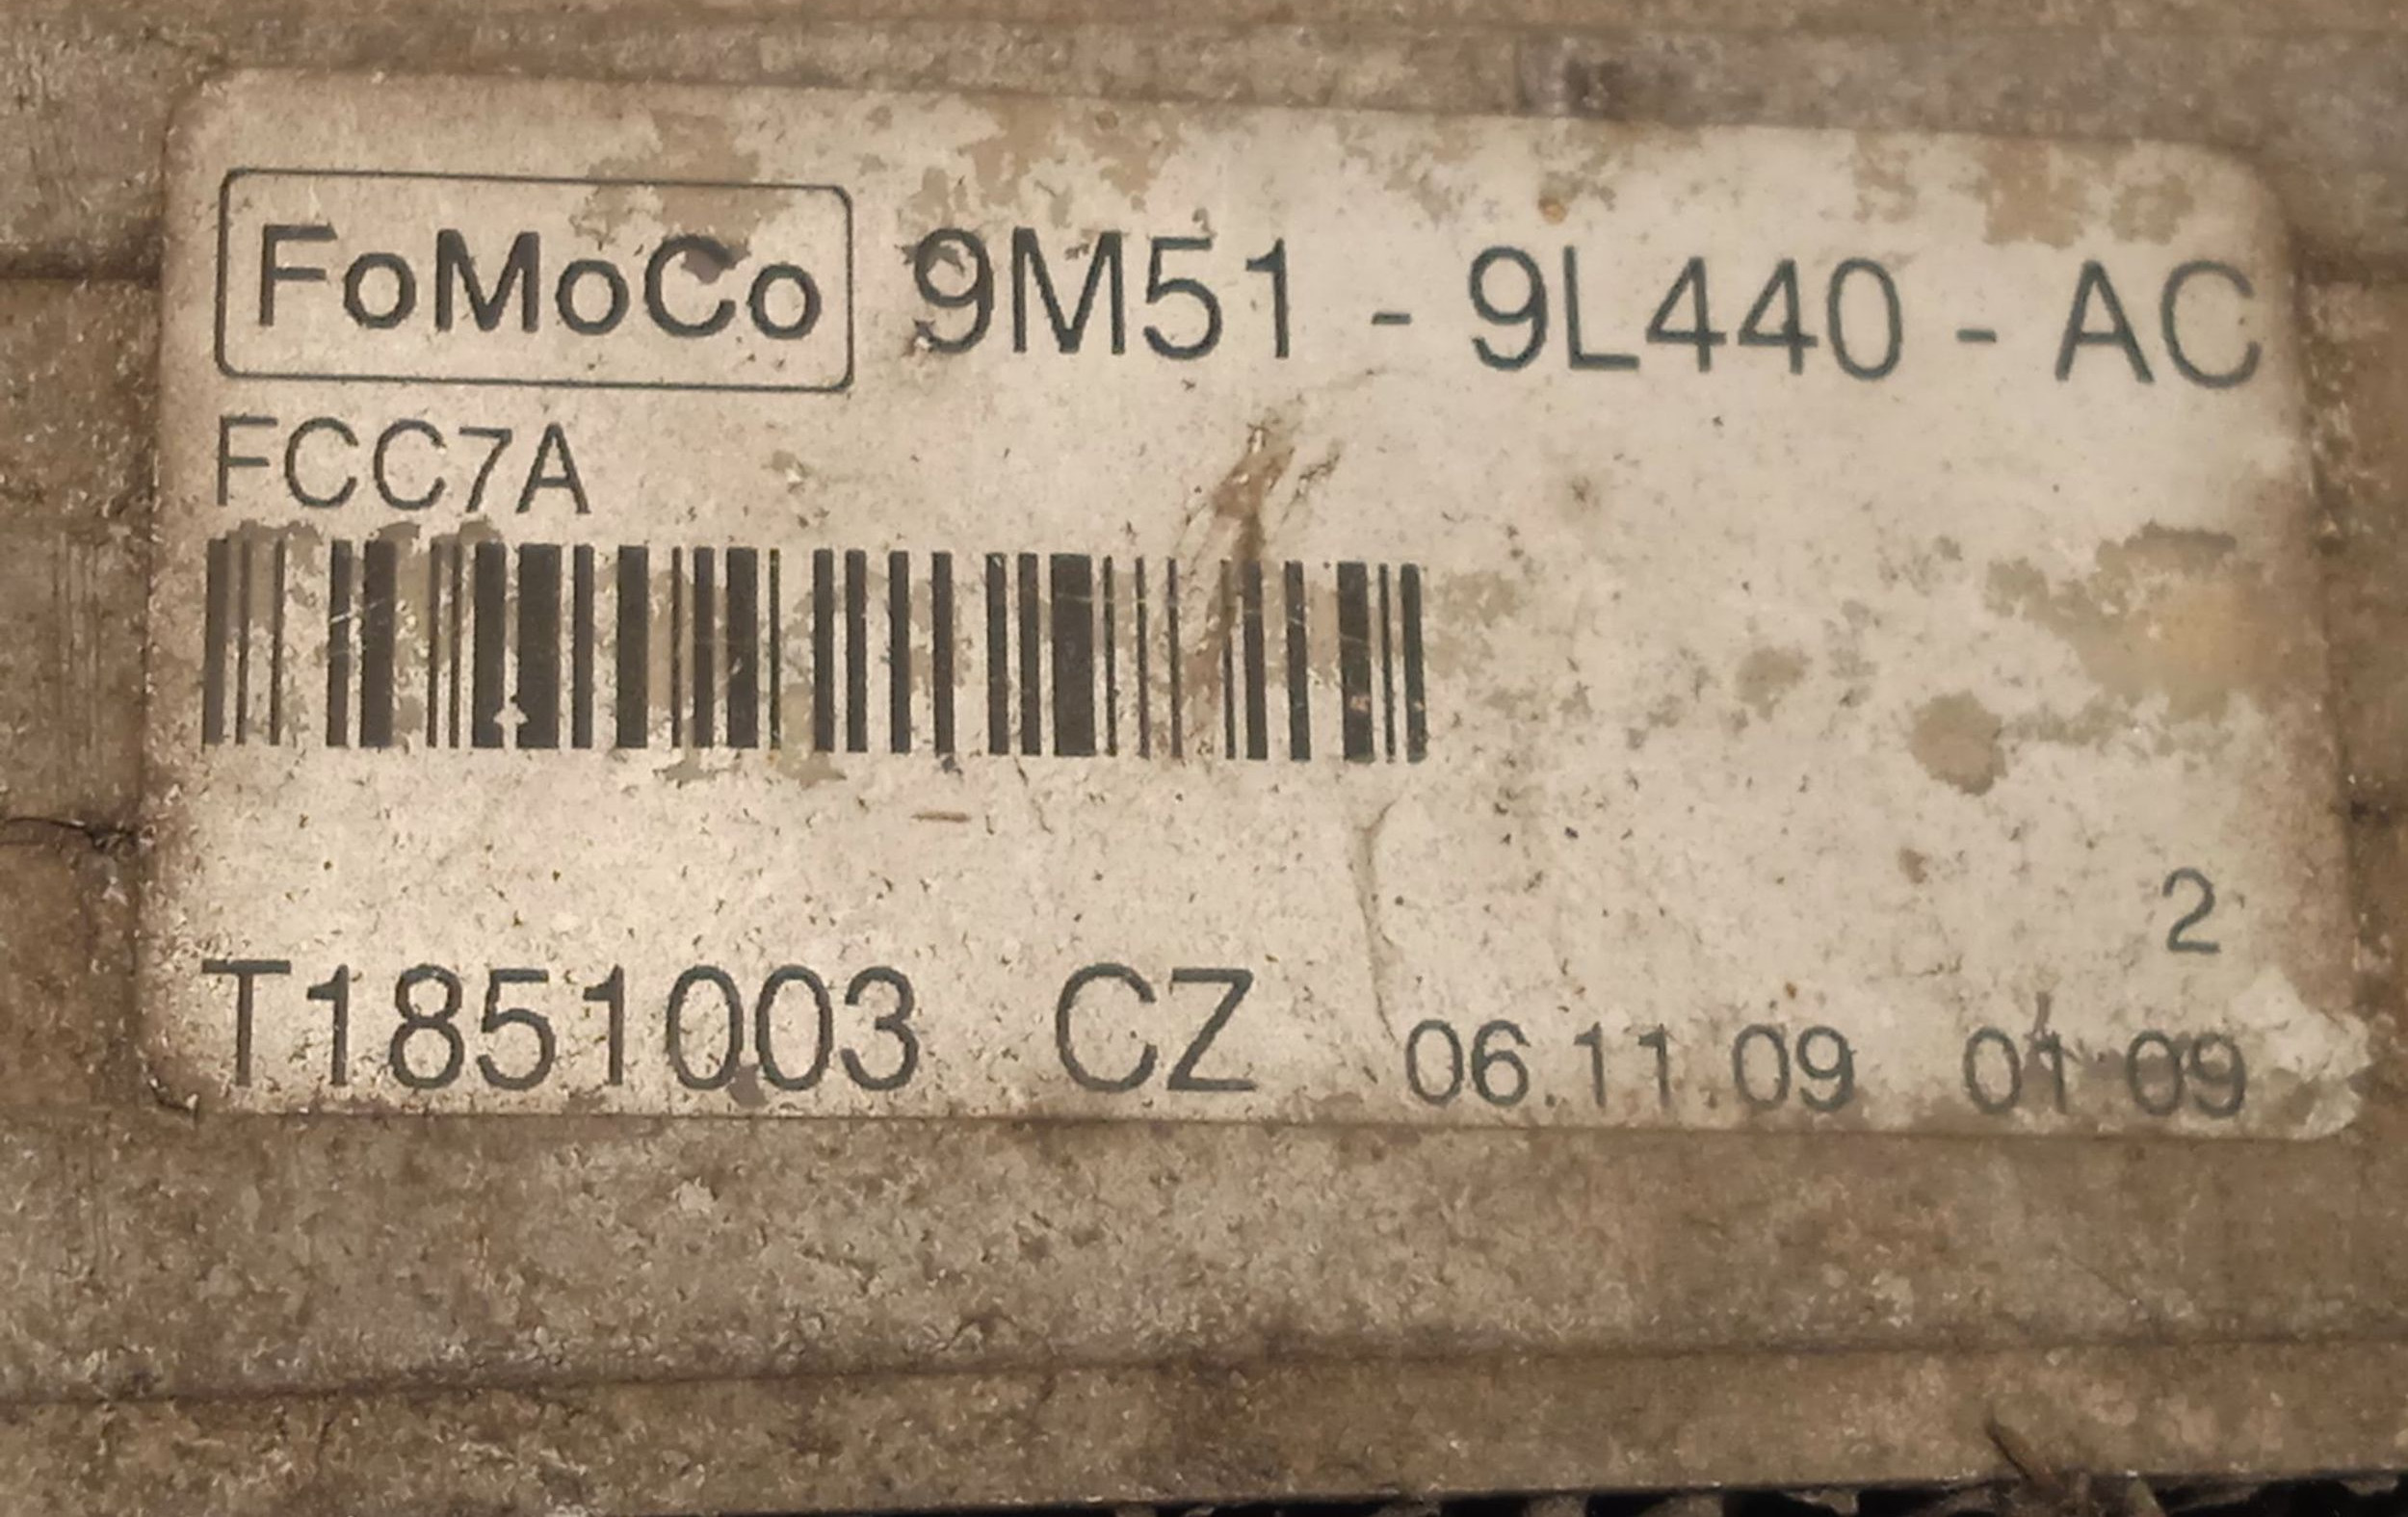 FoMoCo 9M51 - 9L440 - AC
FCC7A
2
T1851003 CZ 06.11.09 01 09